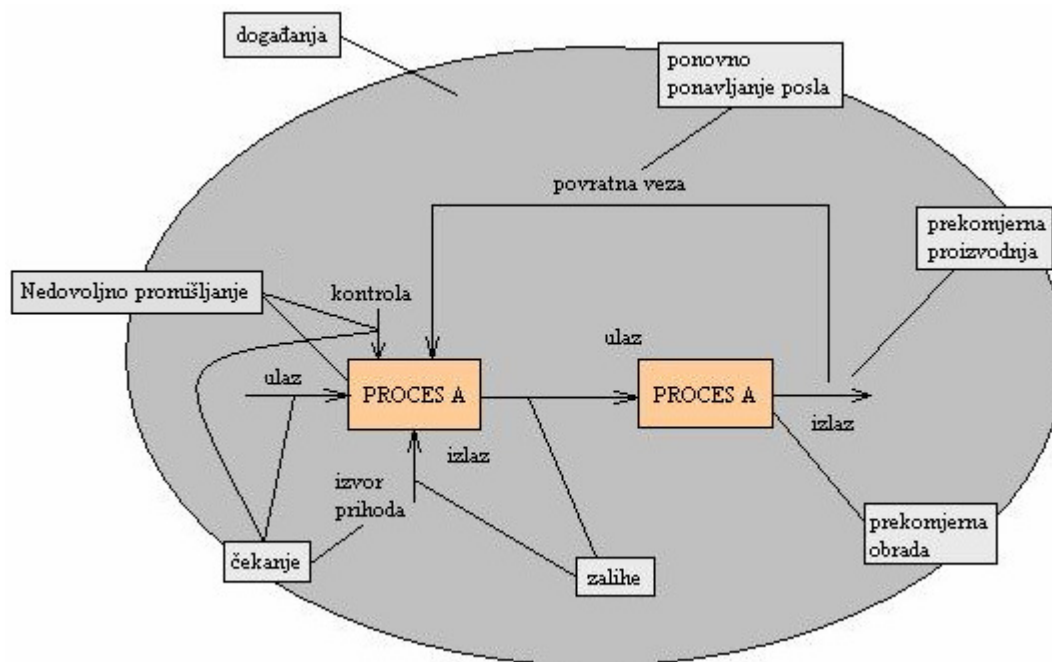 događanja
ponovno
ponavljanje posla
povratna veza
prekomjerna
proizvodnja
Nedovoljno promišljanje
kontrola
ulaz
ulaz
PROCES A
PROCES A
izlaz
izlaz
izvor
prihoda
prekomjerna
obrada
čekanje
zalihe